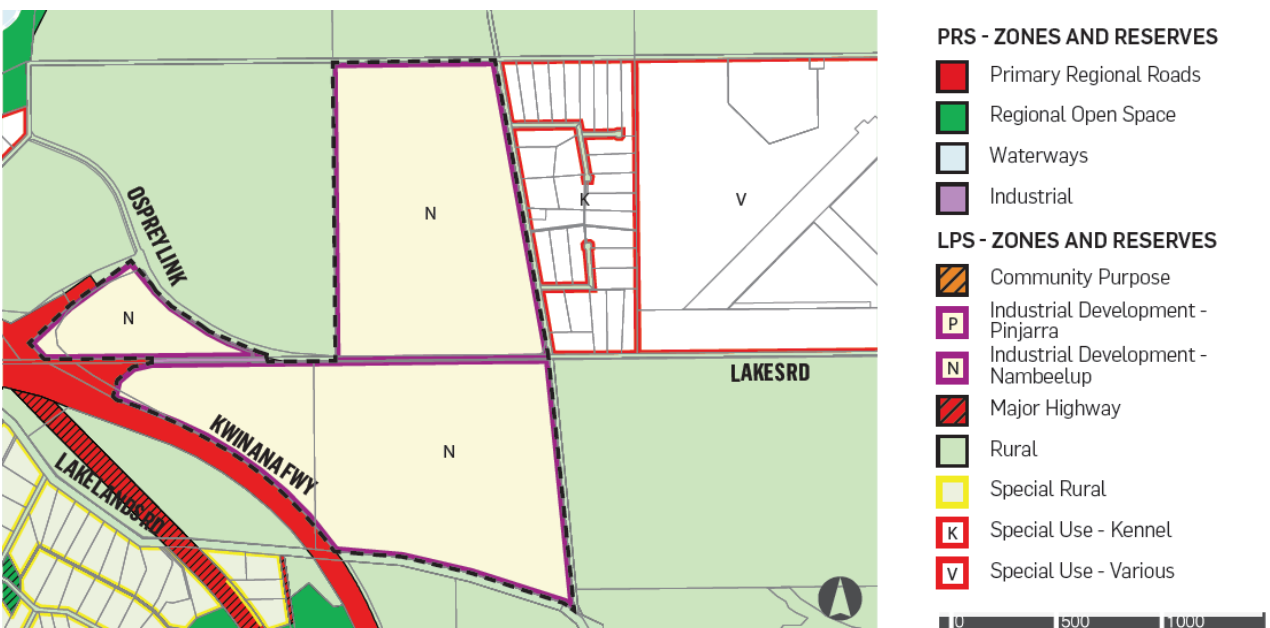 OSPREY LINK
N
K
V
N
LAKES RD
KWINANA FWY
N
LAKELANDS RD
PRS - ZONES AND RESERVES
Primary Regional Roads
Regional Open Space
Waterways
Industrial
LPS - ZONES AND RESERVES
Community Purpose
P Industrial Development -
Pinjarra
N Industrial Development -
Nambeelup
Major Highway
Rural
Special Rural
K Special Use - Kennel
V Special Use - Various
0 500 1000